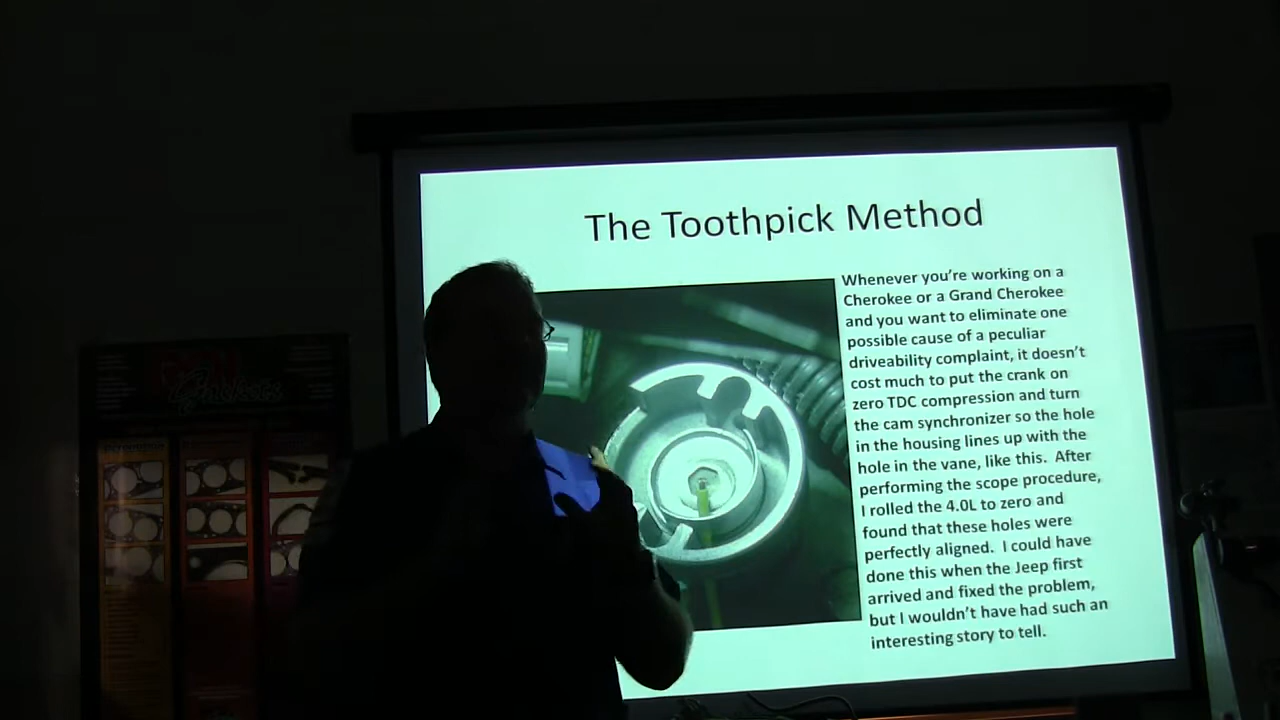 The Toothpick Method
Whenever you're working on a
Cherokee or a Grand Cherokee
and you want to eliminate one
possible cause of a peculiar
driveability complaint, it doesn't
cost much to put the crank on
zero TDC compression and turn
the cam synchronizer so the hole
in the housing lines up with the
hole in the vane, like this. After
performing the scope procedure,
I rolled the 4.0L to zero and
found that these holes were
perfectly aligned. I could have
done this when the Jeep first
arrived and fixed the problem,
but I wouldn't have had such an
interesting story to tell.